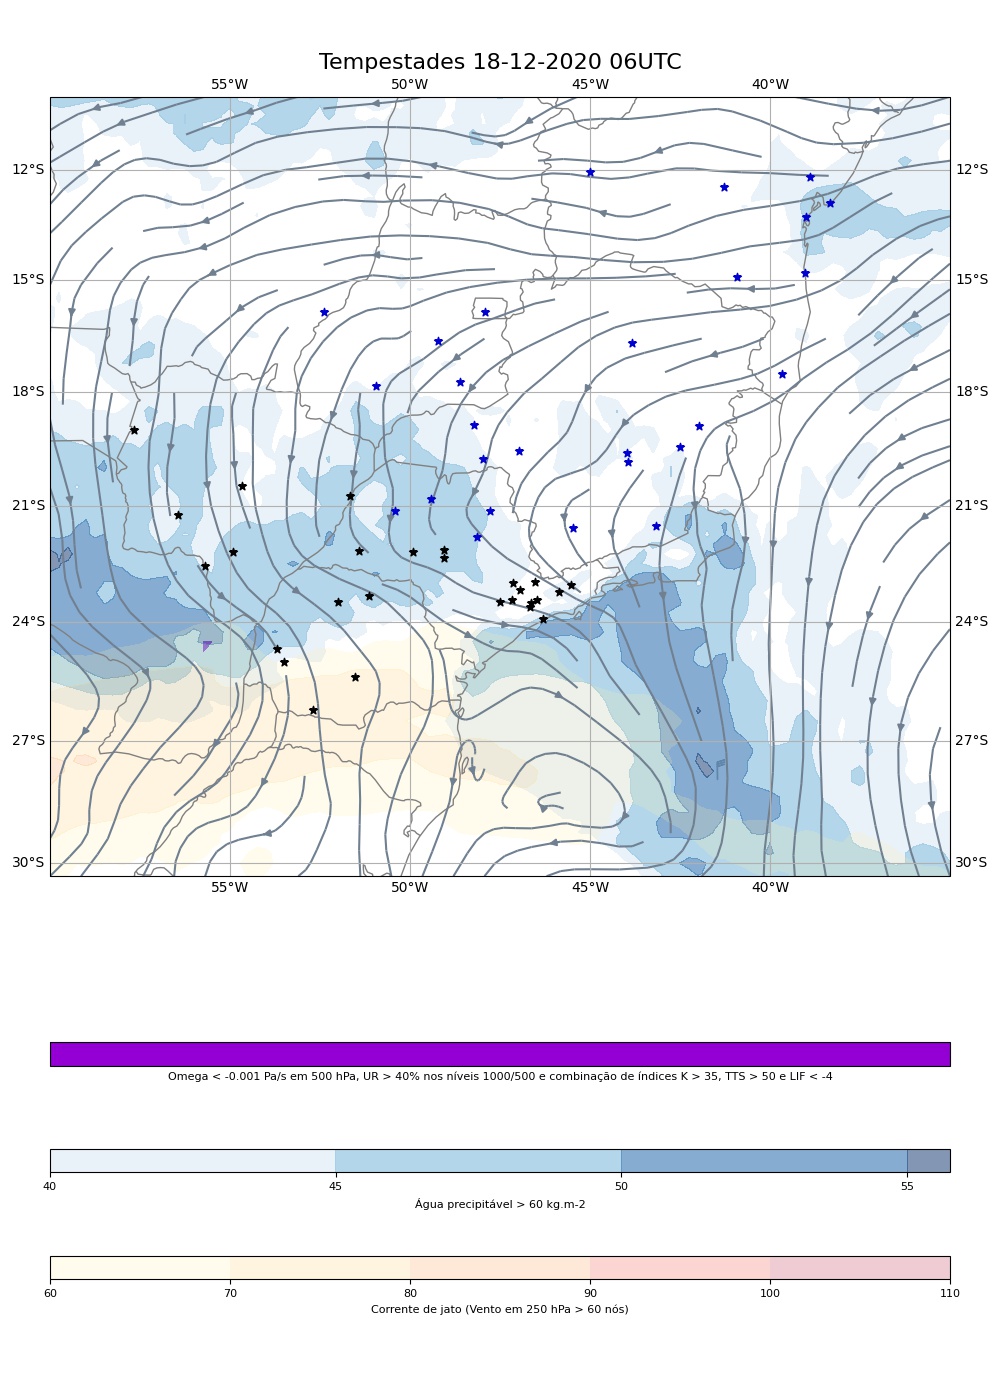 Tempestades 18-12-2020 06UTC
55°W 50°W 45°W 40°W
12°S 12°S
15°S 15°S
18°S 18°S
21°S 21°S
24°S 24°S
27°S 27°S
30°S 30°S
55°W 50°W 45°W 40°W
Omega < -0.001 Pa/s em 500 hPa, UR > 40% nos níveis 1000/500 e combinação de índices K > 35, TTS > 50 e LIF < -4
40 45 50 55
Água precipitável > 60 kg.m-2
60 70 80 90 100 110
Corrente de jato (Vento em 250 hPa > 60 nós)